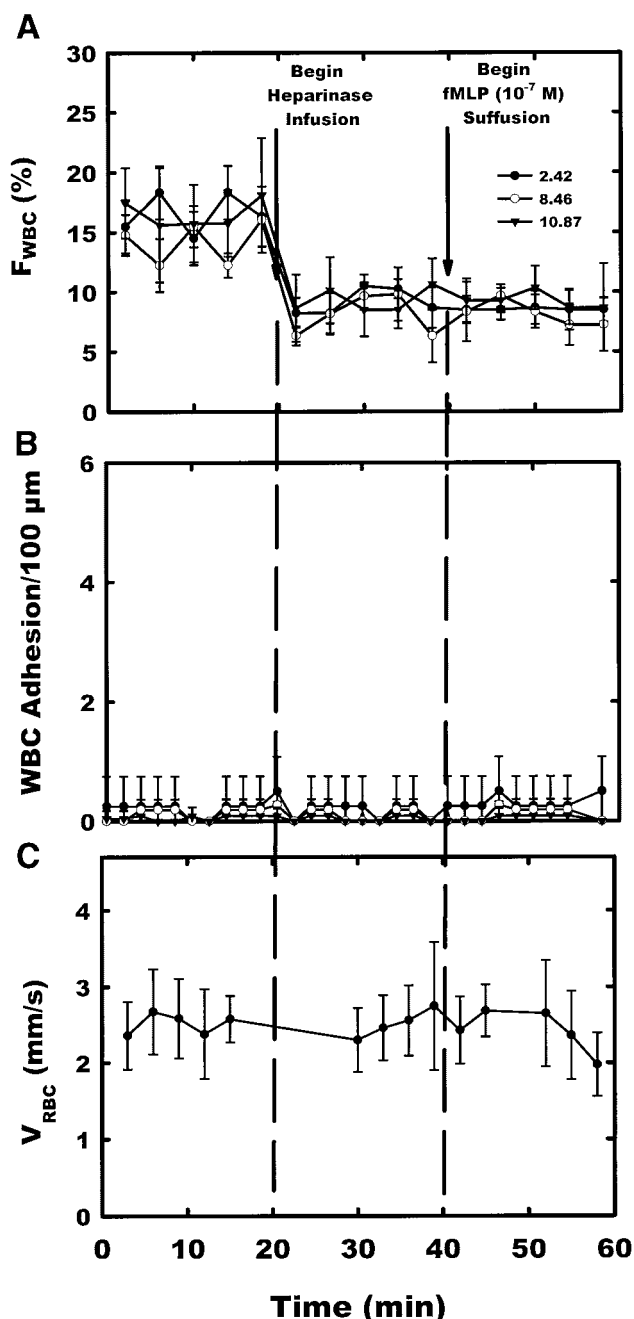 A
30
25
20
15
10
5
0
F WBC (%)
Begin
Heparinase
Infusion
Begin
fMLP (10⁻⁷ M)
Suffusion
2.42
8.46
10.87
B
6
4
2
0
WBC Adhesion/100 µm
C
4
3
2
1
0
V RBC (mm/s)
0 10 20 30 40 50 60
Time (min)